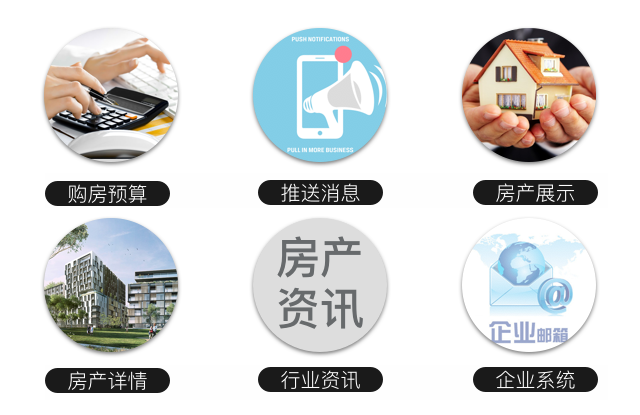 PUSH NOTIFICATIONS
PULL IN MORE BUSINESS
购房预算
推送消息
房产展示
房产
资讯
@
企业邮箱
房产详情
行业资讯
企业系统